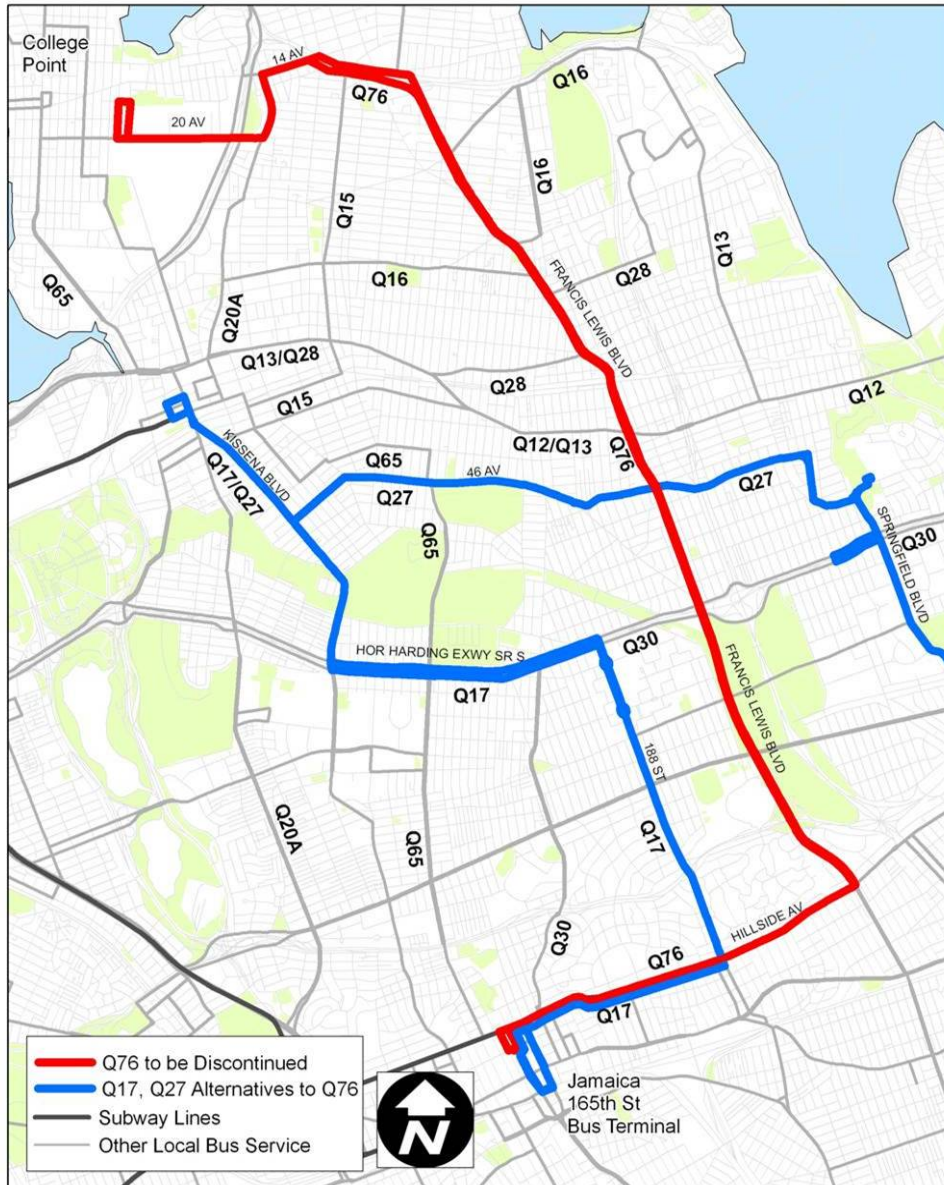 College
Point
14 AV
Q76
Q16
20 AV
Q16
Q15
Q13
Q65
Q20A
Q16
Q28
FRANCIS LEWIS BLVD
Q13/Q28
Q28
Q12
Q15
Q12/Q13
Q76
KISSENA BLVD
Q17/Q27
Q65
46 AV
Q27
Q27
Q65
SPRINGFIELD BLVD
Q30
HOR HARDING EXWY SR S
Q30
Q17
FRANCIS LEWIS BLVD
188 ST
Q20A
Q65
Q17
Q30
HILLSIDE AV
Q76
Q17
Q76 to be Discontinued
Q17, Q27 Alternatives to Q76
Subway Lines
Other Local Bus Service
N
Jamaica
165th St
Bus Terminal